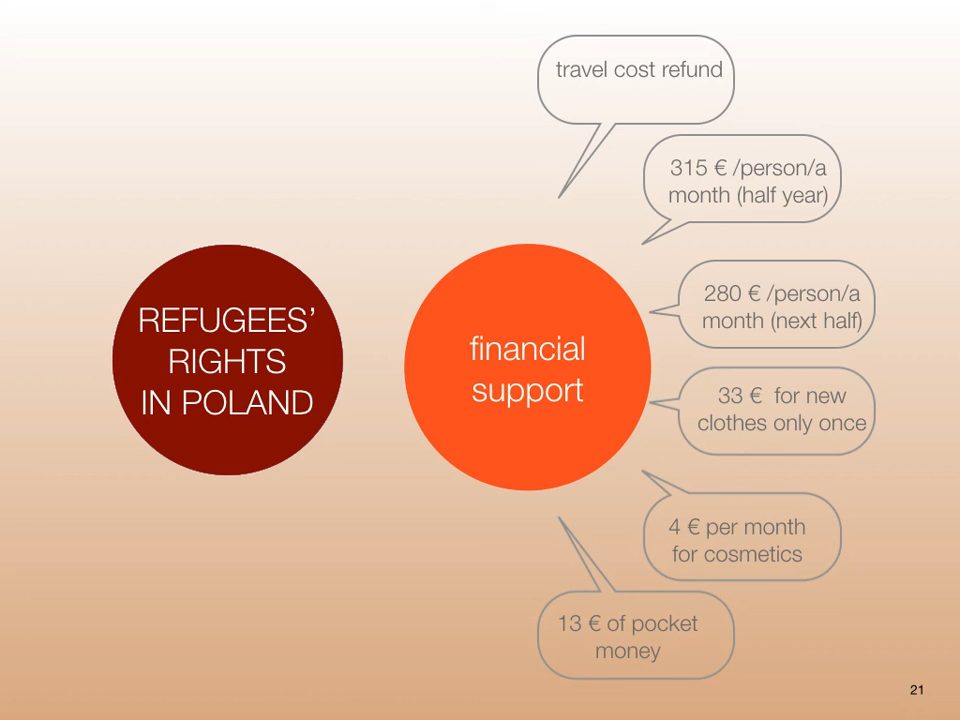 REFUGEES’
RIGHTS
IN POLAND
financial
support
travel cost refund
315 € /person/a
month (half year)
280 € /person/a
month (next half)
33 €  for new
clothes only once
4 € per month
for cosmetics
13 € of pocket
money
21